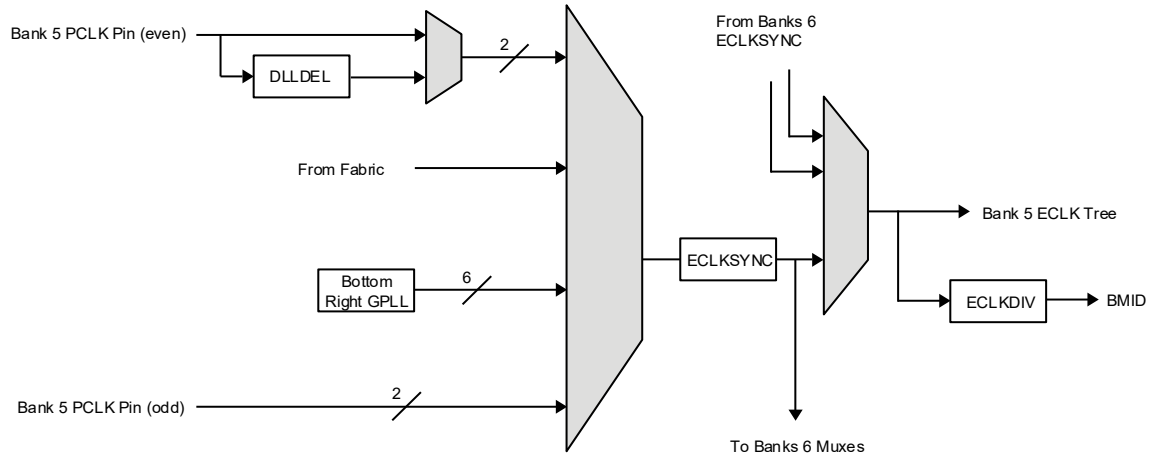 Bank 5 PCLK Pin (even)
DLLDEL
2
From Banks 6
ECLKSYNC
From Fabric
Bank 5 ECLK Tree
ECLKSYNC
Bottom
Right GPLL
6
ECLKDIV
BMID
Bank 5 PCLK Pin (odd)
2
To Banks 6 Muxes